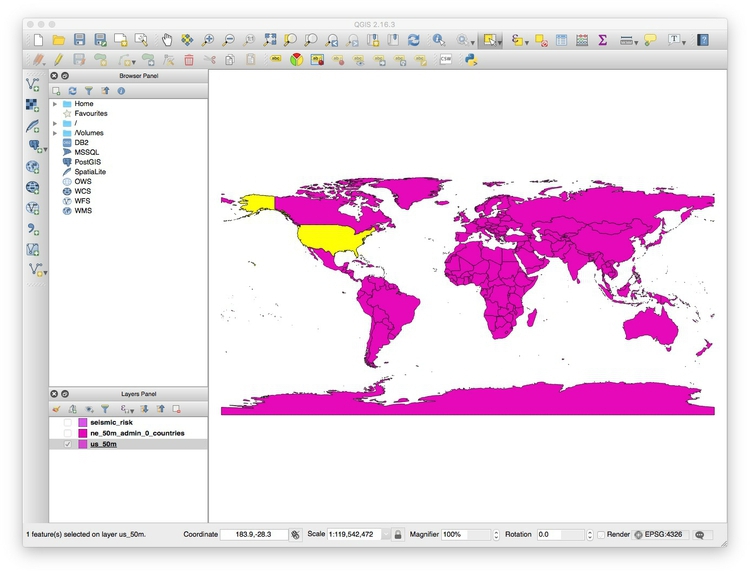 QGIS 2.16.3
Browser Panel
Home
Favourites
/
/Volumes
DB2
MSSQL
PostGIS
SpatiaLite
OWS
WCS
WFS
WMS
Layers Panel
seismic_risk
ne_50m_admin_0_countries
us_50m
1 feature(s) selected on layer us_50m. Coordinate 183.9,-28.3 Scale 1:119,542,472 Magnifier 100% Rotation 0.0 Render EPSG:4326